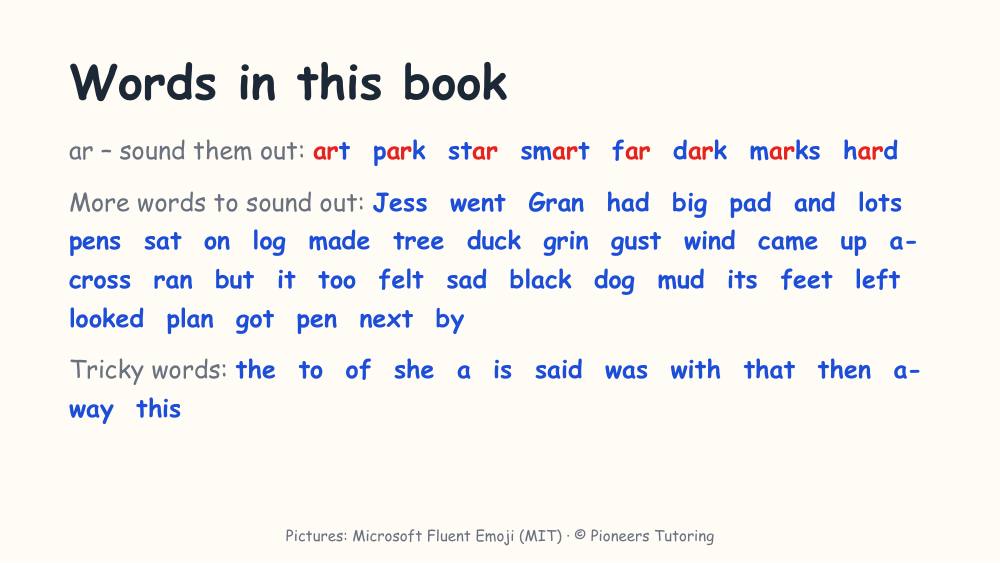 Words in this book
ar – sound them out: art park star smart far dark marks hard
More words to sound out: Jess went Gran had big pad and lots
pens sat on log made tree duck grin gust wind came up a-
cross ran but it too felt sad black dog mud its feet left
looked plan got pen next by
Tricky words: the to of she a is said was with that then a-
way this
Pictures: Microsoft Fluent Emoji (MIT) · © Pioneers Tutoring